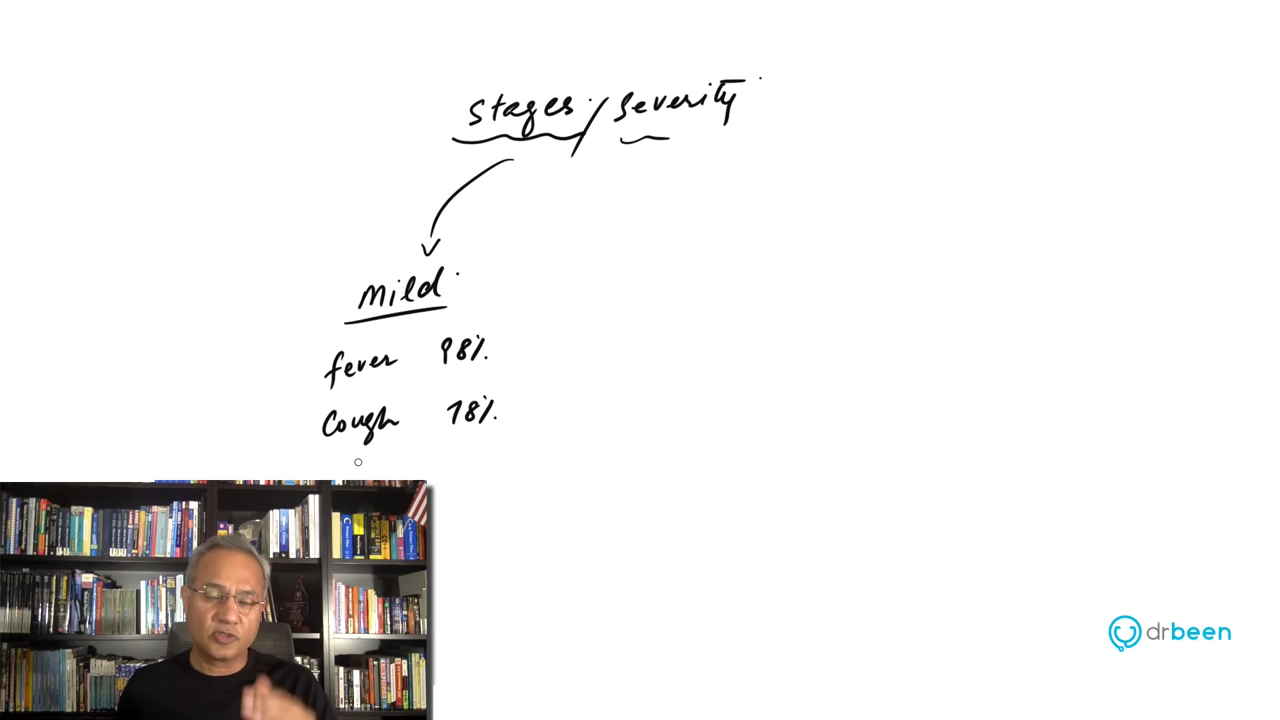 Stages / Severity
Mild
fever 98%.
Cough 78%.
drbeen